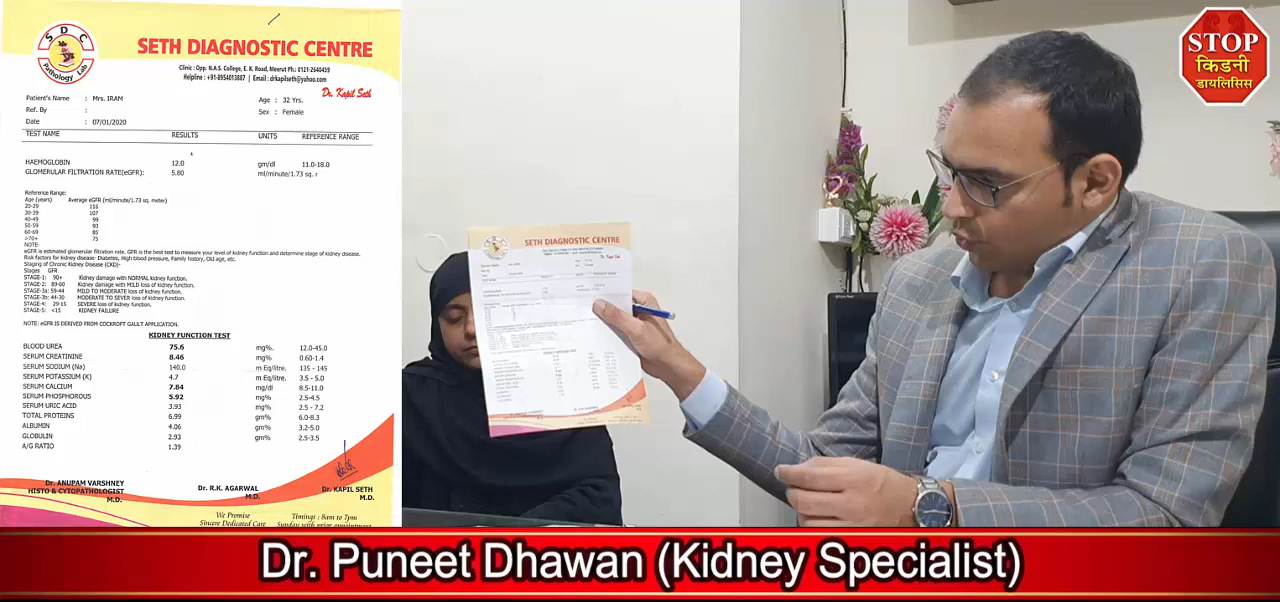 SDC
Pathology Lab
SETH DIAGNOSTIC CENTRE
Clinic : Opp. N.A.S. College, E. K. Road, Meerut Ph.: 0121-2640459
Helpline : +91-8954013887 | Email : drkapilseth@yahoo.com
Dr. Kapil Seth
Patient's Name : Mrs. IRAM Age : 32 Yrs.
Ref. By : Sex : Female
Date : 07/01/2020
TEST NAME RESULTS UNITS REFERENCE RANGE
HAEMOGLOBIN 12.0 gm/dl 11.0-18.0
GLOMERULAR FILTRATION RATE(eGFR): 5.80 ml/minute/1.73 sq. r
Reference Range:
Age (years) Average eGFR (ml/minute/1.73 sq. meter)
20-29 116
30-39 107
40-49 99
50-59 93
60-69 85
>70+ 75
NOTE:
eGFR is estimated glomerular filtration rate. GFR is the best test to measure your level of kidney function and determine stage of kidney disease.
Risk factors for kidney disease- Diabetes, High blood pressure, Family history, Old age, etc.
Staging of Chronic Kidney Disease (CKD)-
Stages GFR
STAGE-1: 90+ Kidney damage with NORMAL kidney function.
STAGE-2: 89-60 Kidney damage with MILD loss of kidney function.
STAGE-3a: 59-44 MILD TO MODERATE loss of kidney function.
STAGE-3b: 44-30 MODERATE TO SEVER loss of kidney function.
STAGE-4: 29-15 SEVERE loss of kidney function.
STAGE-5: <15 KIDNEY FAILURE
NOTE: eGFR IS DERIVED FROM COCKROFT GAULT APPLICATION.
KIDNEY FUNCTION TEST
BLOOD UREA 75.6 mg%. 12.0-45.0
SERUM CREATININE 8.46 mg% 0.60-1.4
SERUM SODIUM (Na) 140.0 m Eq/litre. 135 - 145
SERUM POTASSIUM (K) 4.7 m Eq/litre. 3.5 - 5.0
SERUM CALCIUM 7.84 mg/dl 8.5-11.0
SERUM PHOSPHOROUS 5.92 mg% 2.5-4.5
SERUM URIC ACID 3.93 mg% 2.5 - 7.2
TOTAL PROTEINS 6.99 gm% 6.0-8.3
ALBUMIN 4.06 gm% 3.2-5.0
GLOBULIN 2.93 gm% 2.5-3.5
A/G RATIO 1.39
Dr. ANUPAM VARSHNEY Dr. R.K. AGARWAL Dr. KAPIL SETH
HISTO & CYTOPATHOLOGIST M.D. M.D.
M.D.
We Promise Timings : 8am to 7pm
Sincere Dedicated Care Sunday with prior appointment
SETH DIAGNOSTIC CENTRE
STOP
किडनी
डायलिसिस
Dr. Puneet Dhawan (Kidney Specialist)